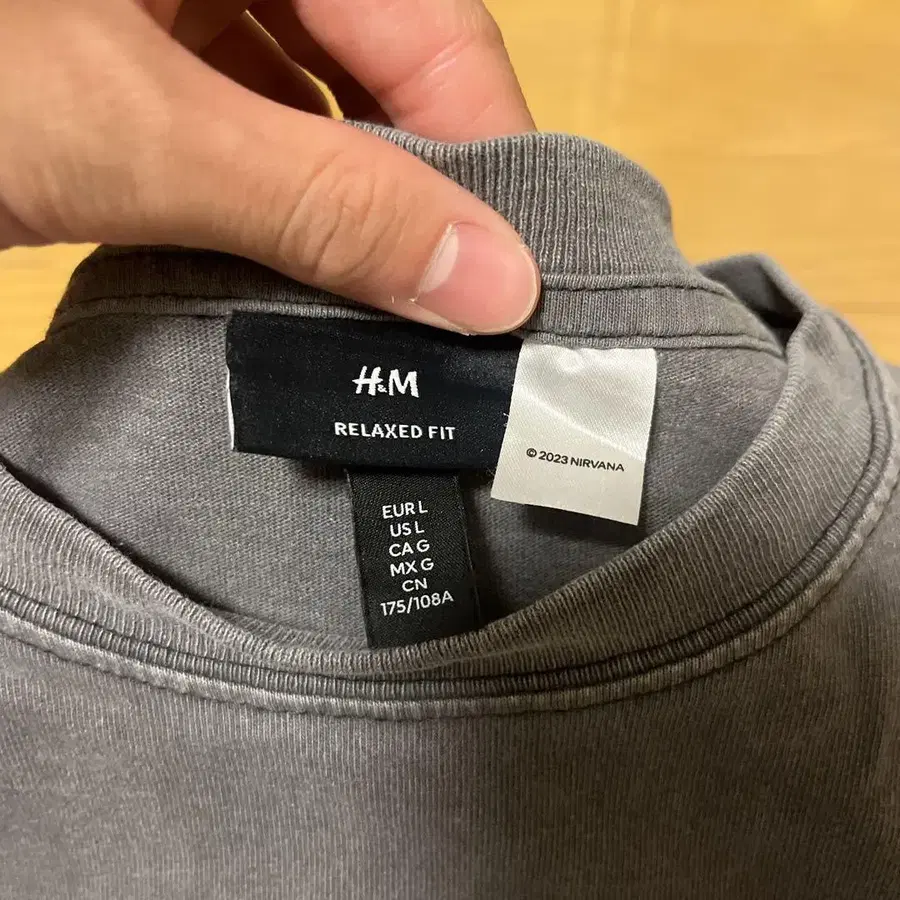 H&M
RELAXED FIT
© 2023 NIRVANA
EUR L
US L
CA G
MX G
CN
175/108A